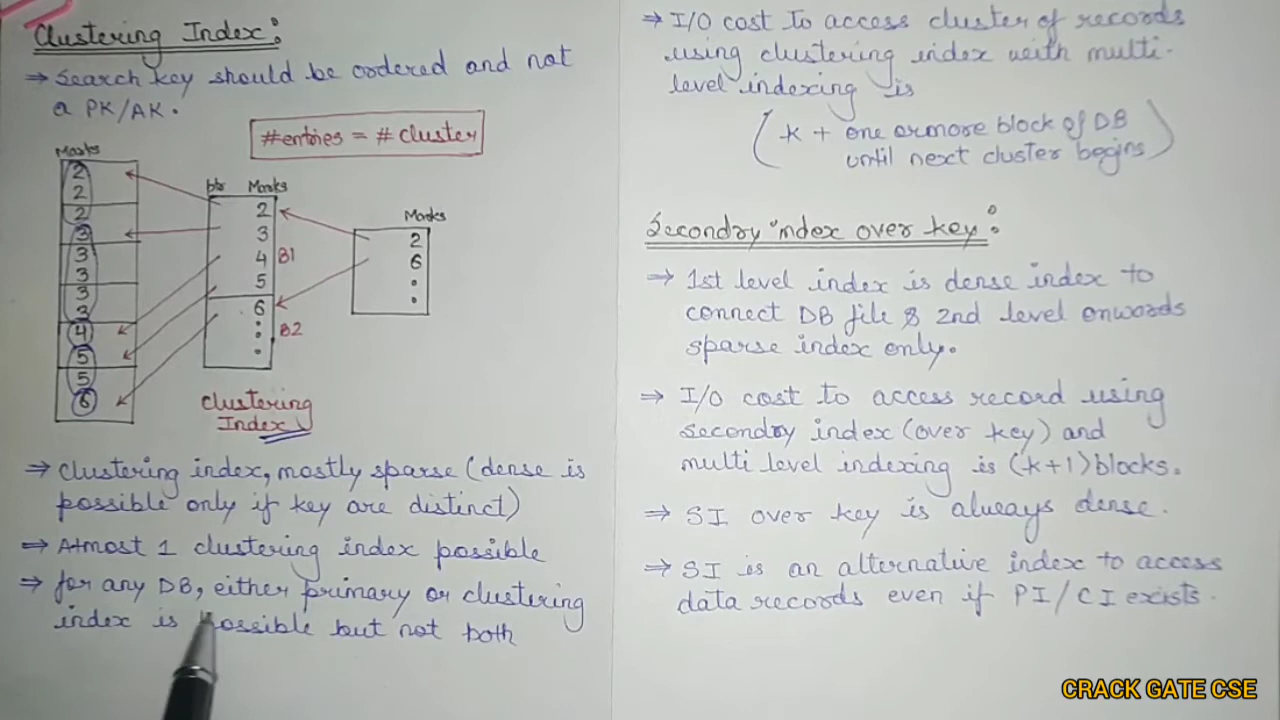 Clustering Index:
⇒ Search key should be ordered and not
a PK/AK.
#entries = # cluster
Marks
2
2
2
3
3
3
3
3
4
5
5
6
ptr Marks
2
3
4
5
6
B1
B2
Marks
2
6
Clustering
Index
⇒ Clustering index, mostly sparse (dense is
possible only if key are distinct)
⇒ Atmost 1 clustering index possible
⇒ for any DB, either primary or clustering
index is possible but not both
⇒ I/O cost to access cluster of records
using clustering index with multi-
level indexing is
(k + one or more block of DB
until next cluster begins)
Secondry index over key:
⇒ 1st level index is dense index to
connect DB file & 2nd level onwords
sparse index only.
⇒ I/O cost to access record using
secondry index (over key) and
multi level indexing is (k+1) blocks.
⇒ SI over key is always dense.
⇒ SI is an alternative index to access
data records even if PI/CI exists.
CRACK GATE CSE